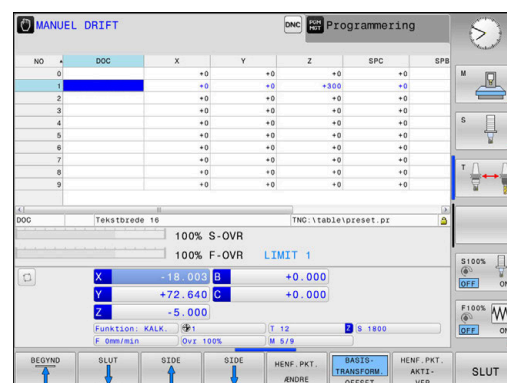 MANUEL DRIFT
DNC
PGM
MGT
Programmering
NO DOC X Y Z SPC SPB
0 +0 +0 +0 +0
1 +0 +0 +300 +0
2 +0 +0 +0 +0
3 +0 +0 +0 +0
4 +0 +0 +0 +0
5 +0 +0 +0 +0
6 +0 +0 +0 +0
7 +0 +0 +0 +0
8 +0 +0 +0 +0
9 +0 +0 +0 +0
DOC Tekstbrede 16 TNC:\table\preset.pr
100% S-OVR
100% F-OVR LIMIT 1
X -18.003 B +0.000
Y +72.640 C +0.000
Z -5.000
Funktion: KALK. 1 T 12 Z S 1800
F 0mm/min Ovr 100% M 5/9
M
S
T
S100%
OFF ON
F100%
OFF ON
BEGYND SLUT SIDE SIDE HENF.PKT. ÆNDRE BASIS- TRANSFORM. OFFSET HENF.PKT. AKTI- VER SLUT